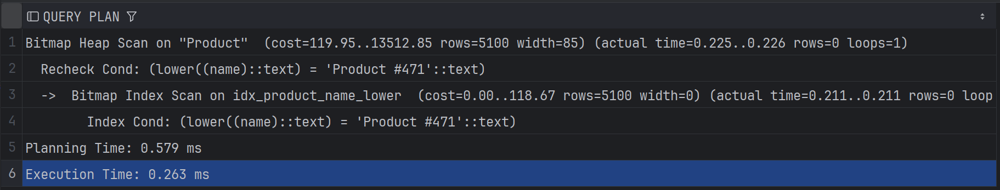 QUERY PLAN
1 Bitmap Heap Scan on "Product"  (cost=119.95..13512.85 rows=5100 width=85) (actual time=0.225..0.226 rows=0 loops=1)
2   Recheck Cond: (lower((name)::text) = 'Product #471'::text)
3   ->  Bitmap Index Scan on idx_product_name_lower  (cost=0.00..118.67 rows=5100 width=0) (actual time=0.211..0.211 rows=0 loop
4         Index Cond: (lower((name)::text) = 'Product #471'::text)
5 Planning Time: 0.579 ms
6 Execution Time: 0.263 ms